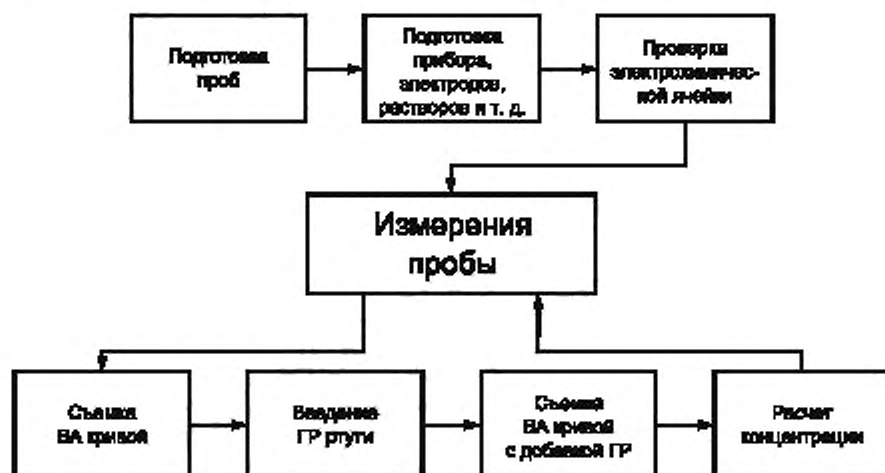 Подготовка
проб
Подготовка
прибора,
электродов,
растворов и т. д.
Проверка
электрохимичес-
кой ячейки
Измерения
пробы
Съемка
ВА кривой
Введение
ГР ртути
Съемка
ВА кривой
с добавкой ГР
Расчет
концентрации